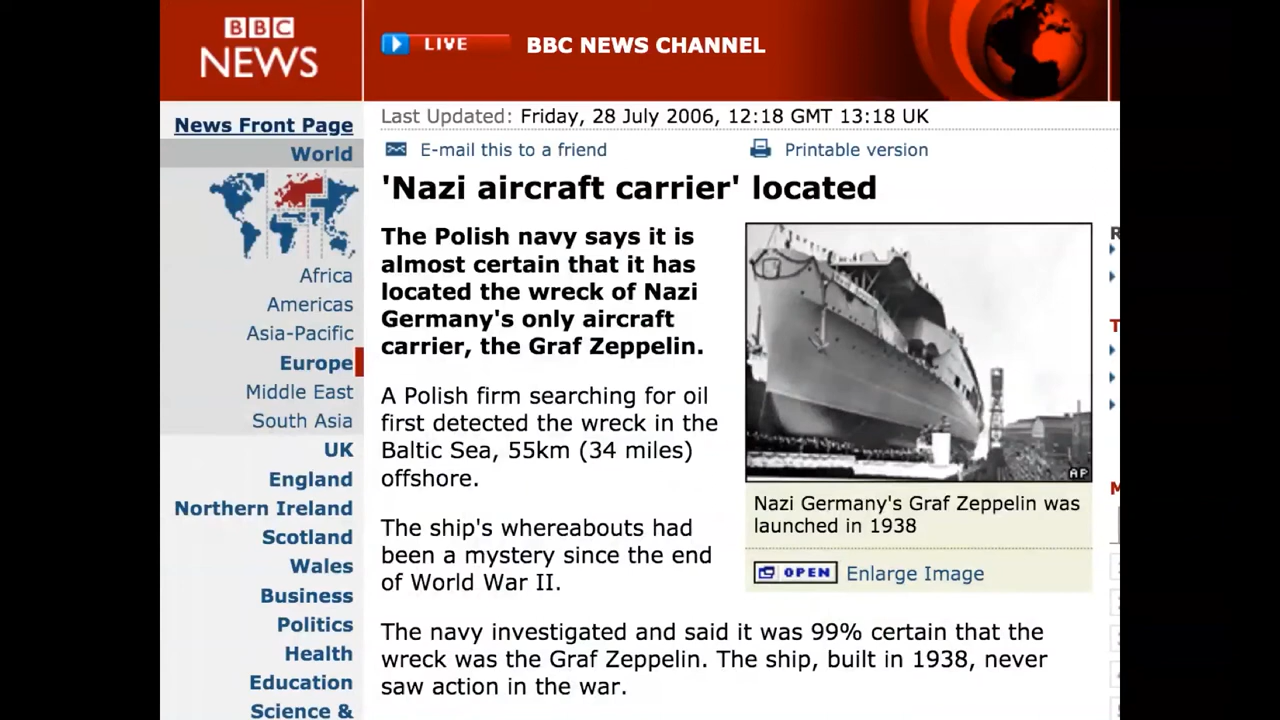 BBC
NEWS
LIVE
BBC NEWS CHANNEL
News Front Page
World
Africa
Americas
Asia-Pacific
Europe
Middle East
South Asia
UK
England
Northern Ireland
Scotland
Wales
Business
Politics
Health
Education
Science &
Last Updated: Friday, 28 July 2006, 12:18 GMT 13:18 UK
E-mail this to a friend
Printable version
'Nazi aircraft carrier' located
The Polish navy says it is
almost certain that it has
located the wreck of Nazi
Germany's only aircraft
carrier, the Graf Zeppelin.
A Polish firm searching for oil
first detected the wreck in the
Baltic Sea, 55km (34 miles)
offshore.
The ship's whereabouts had
been a mystery since the end
of World War II.
The navy investigated and said it was 99% certain that the
wreck was the Graf Zeppelin. The ship, built in 1938, never
saw action in the war.
AP
Nazi Germany's Graf Zeppelin was
launched in 1938
OPEN Enlarge Image